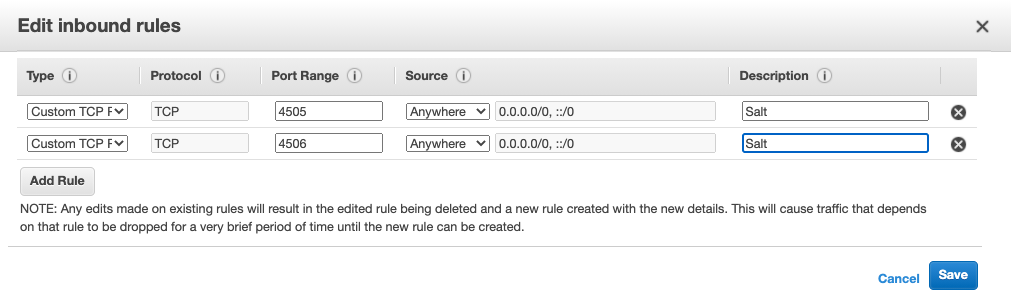 Edit inbound rules
Type Protocol Port Range Source Description
Custom TCP F TCP 4505 Anywhere 0.0.0.0/0, ::/0 Salt
Custom TCP F TCP 4506 Anywhere 0.0.0.0/0, ::/0 Salt
Add Rule
NOTE: Any edits made on existing rules will result in the edited rule being deleted and a new rule created with the new details. This will cause traffic that depends
on that rule to be dropped for a very brief period of time until the new rule can be created.
Cancel Save